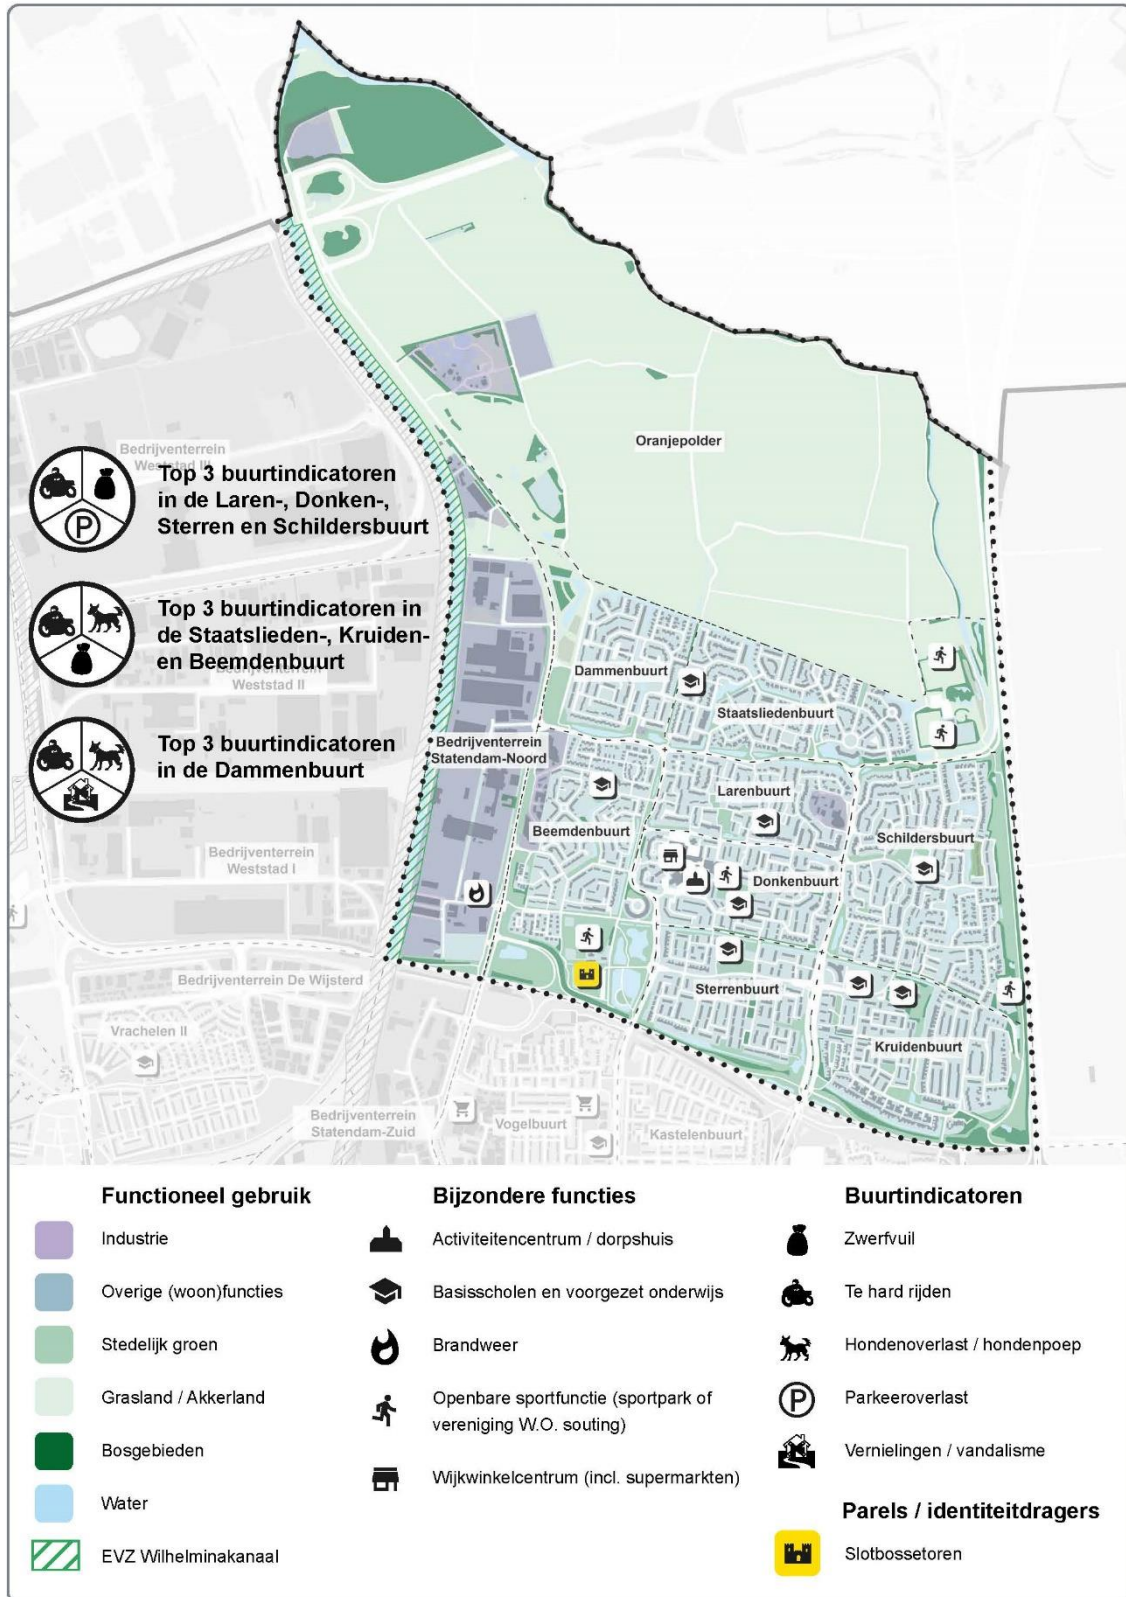 Oranjepolder
Bedrijventerrein
Weststad III
Top 3 buurtindicatoren
in de Laren-, Donken-,
Sterren en Schildersbuurt
P
Top 3 buurtindicatoren in
de Staatslieden-, Kruiden-
en Beemdenbuurt
Bedrijventerrein
Weststad II
Top 3 buurtindicatoren
in de Dammenbuurt
Dammenbuurt
Staatsliedenbuurt
Bedrijventerrein
Statendam-Noord
Larenbuurt
Beemdenbuurt
Schildersbuurt
Bedrijventerrein
Weststad I
Donkenbuurt
Bedrijventerrein De Wijsterd
Sterrenbuurt
Vrachelen II
Kruidenbuurt
Bedrijventerrein
Statendam-Zuid
Vogelbuurt
Kastelenbuurt
Functioneel gebruik
Industrie
Overige (woon)functies
Stedelijk groen
Grasland / Akkerland
Bosgebieden
Water
EVZ Wilhelminakanaal
Bijzondere functies
Activiteitencentrum / dorpshuis
Basisscholen en voorgezet onderwijs
Brandweer
Openbare sportfunctie (sportpark of
vereniging W.O. souting)
Wijkwinkelcentrum (incl. supermarkten)
Buurtindicatoren
Zwerfvuil
Te hard rijden
Hondenoverlast / hondenpoep
P
Parkeeroverlast
Vernielingen / vandalisme
Parels / identiteitdragers
Slotbossetoren